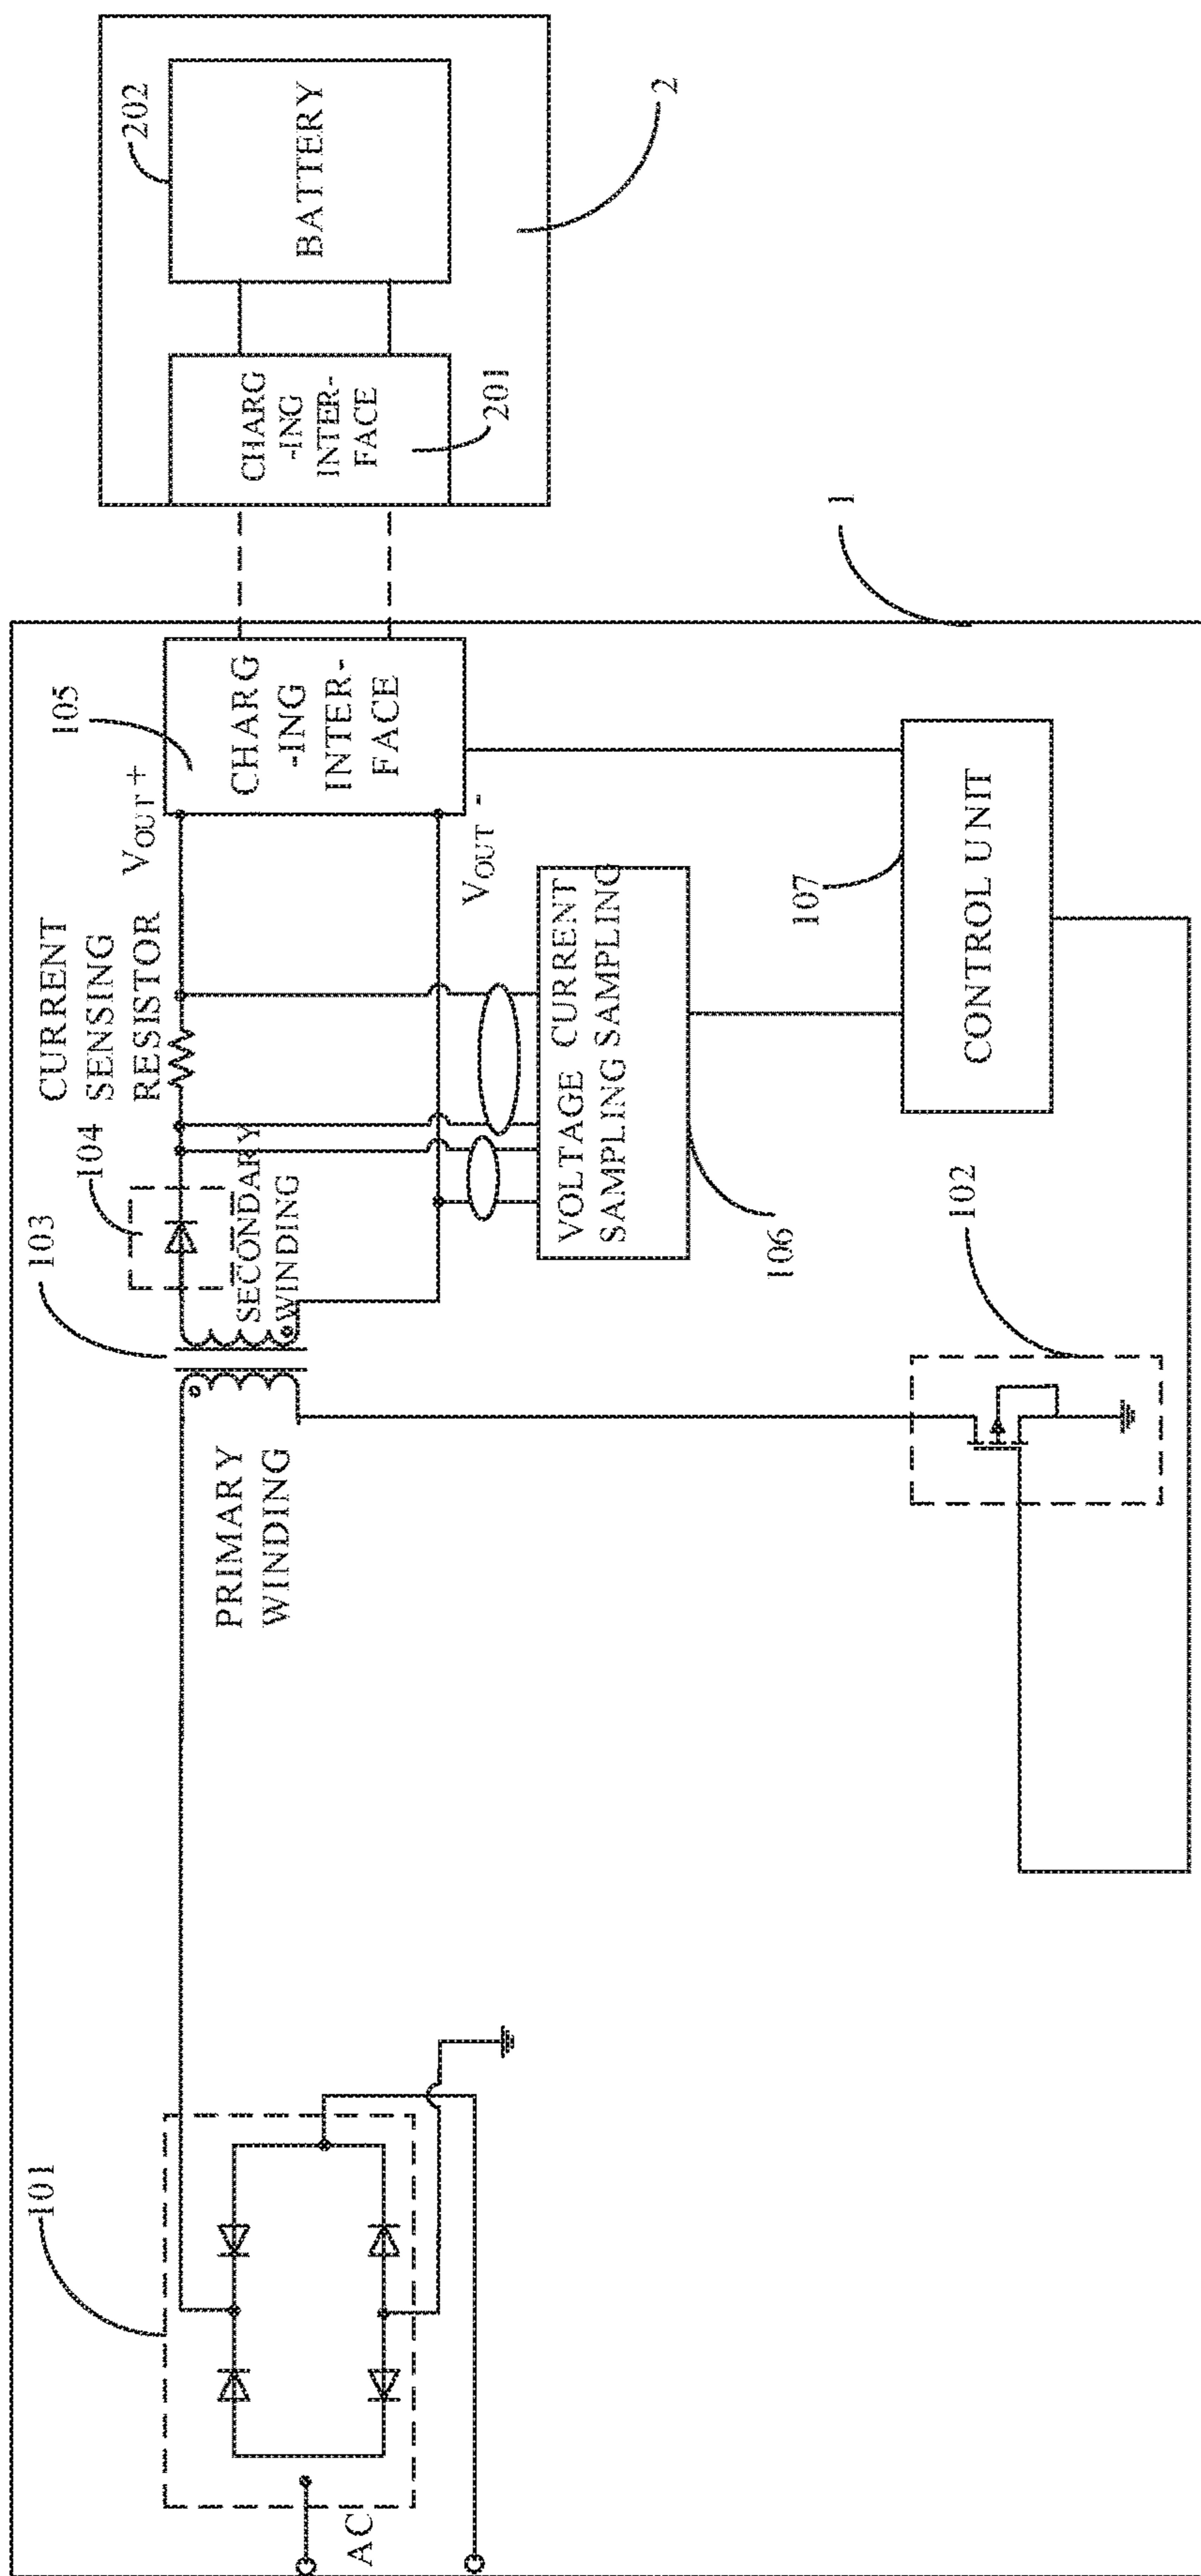 101
AC
PRIMARY
WINDING
103
104
SECONDARY
WINDING
CURRENT
SENSING
RESISTOR
VOUT+
105
CHARG
-ING
INTER-
FACE
VOUT -
VOLTAGE CURRENT
SAMPLING SAMPLING
106
102
107
CONTROL UNIT
1
CHARG
-ING
INTER-
FACE
201
202
BATTERY
2